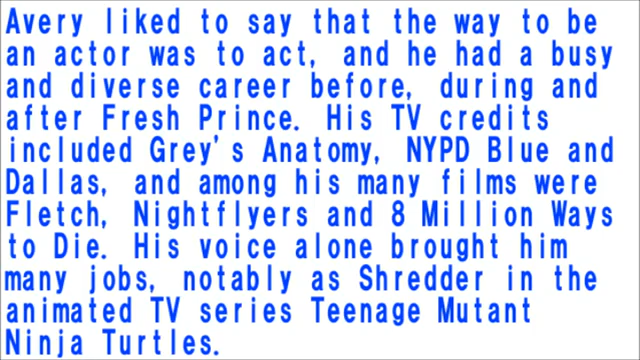 Avery liked to say that the way to be
an actor was to act, and he had a busy
and diverse career before, during and
after Fresh Prince. His TV credits
included Grey's Anatomy, NYPD Blue and
Dallas, and among his many films were
Fletch, Nightflyers and 8 Million Ways
to Die. His voice alone brought him
many jobs, notably as Shredder in the
animated TV series Teenage Mutant
Ninja Turtles.